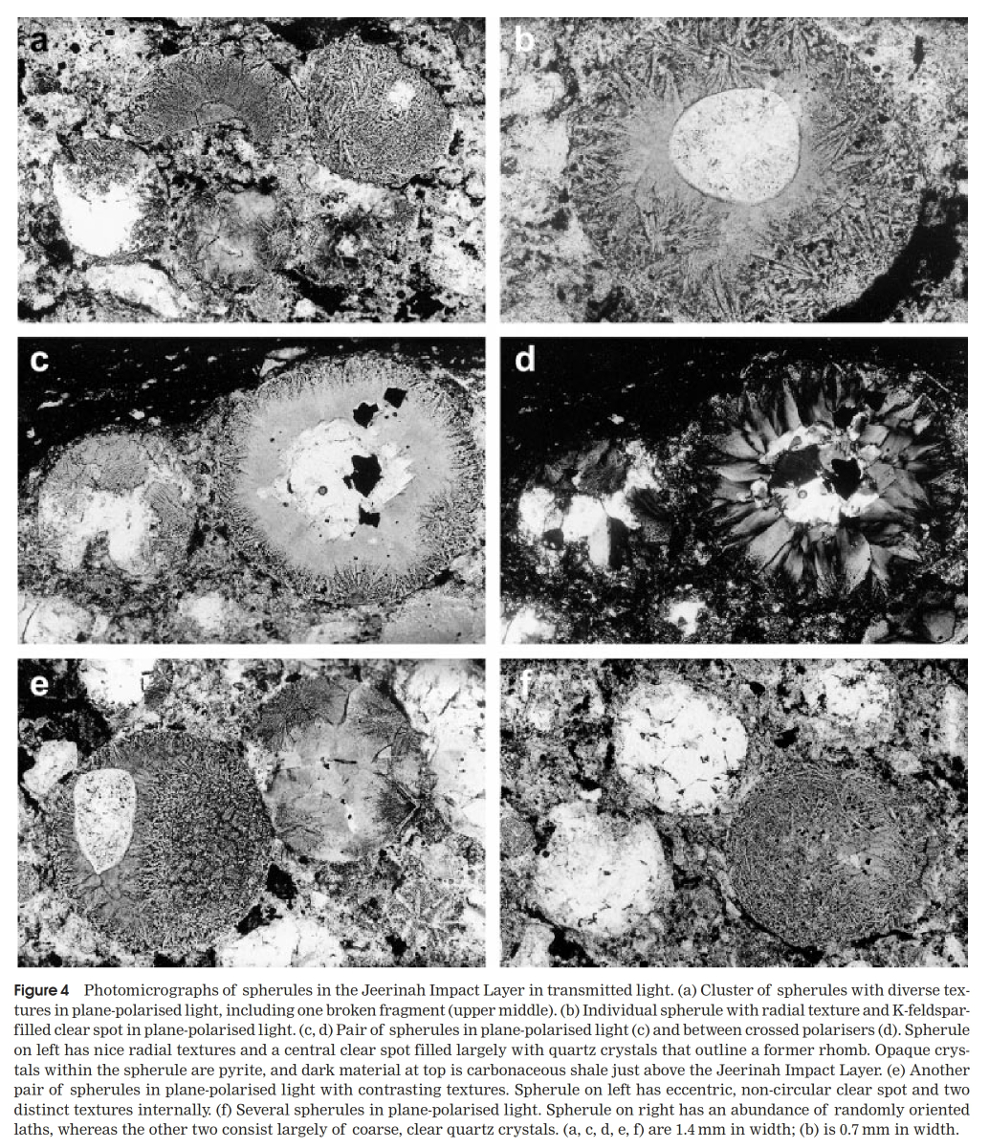 a
b
c
d
e
f
Figure 4 Photomicrographs of spherules in the Jeerinah Impact Layer in transmitted light. (a) Cluster of spherules with diverse tex-
tures in plane-polarised light, including one broken fragment (upper middle). (b) Individual spherule with radial texture and K-feldspar-
filled clear spot in plane-polarised light. (c, d) Pair of spherules in plane-polarised light (c) and between crossed polarisers (d). Spherule
on left has nice radial textures and a central clear spot filled largely with quartz crystals that outline a former rhomb. Opaque crys-
tals within the spherule are pyrite, and dark material at top is carbonaceous shale just above the Jeerinah Impact Layer. (e) Another
pair of spherules in plane-polarised light with contrasting textures. Spherule on left has eccentric, non-circular clear spot and two
distinct textures internally. (f) Several spherules in plane-polarised light. Spherule on right has an abundance of randomly oriented
laths, whereas the other two consist largely of coarse, clear quartz crystals. (a, c, d, e, f) are 1.4 mm in width; (b) is 0.7 mm in width.